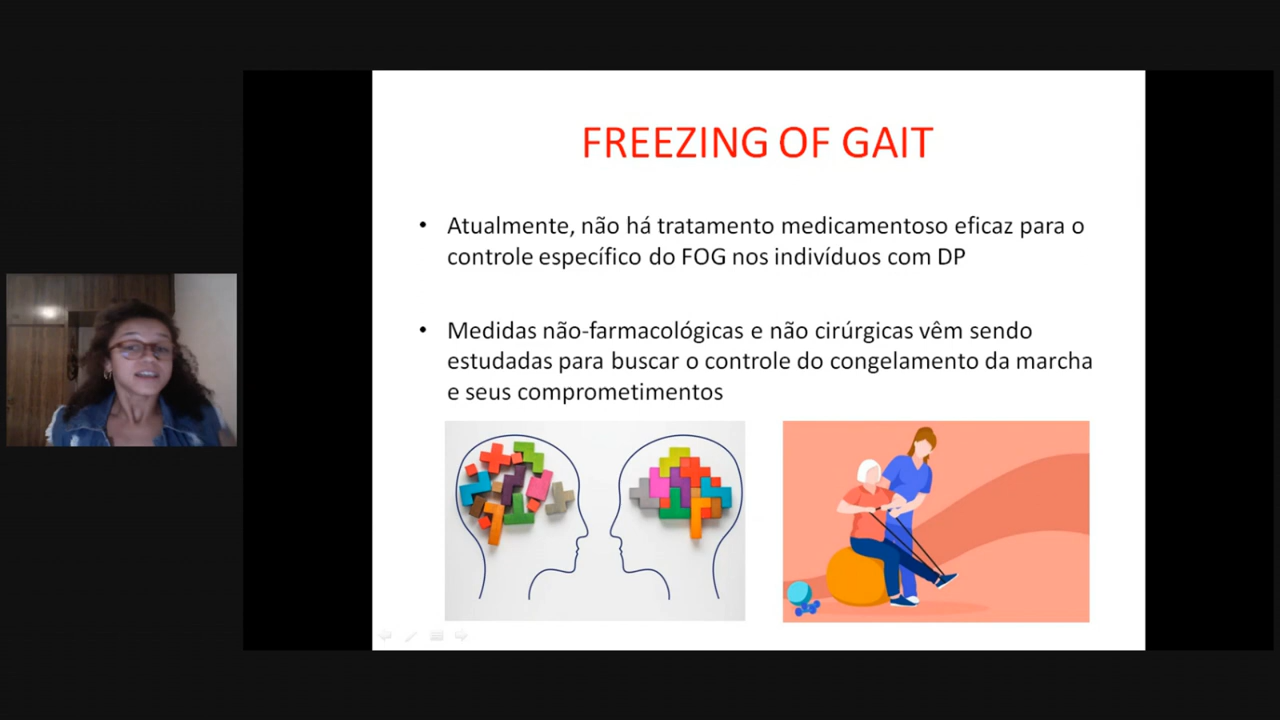 FREEZING OF GAIT
• Atualmente, não há tratamento medicamentoso eficaz para o
controle específico do FOG nos indivíduos com DP
• Medidas não-farmacológicas e não cirúrgicas vêm sendo
estudadas para buscar o controle do congelamento da marcha
e seus comprometimentos